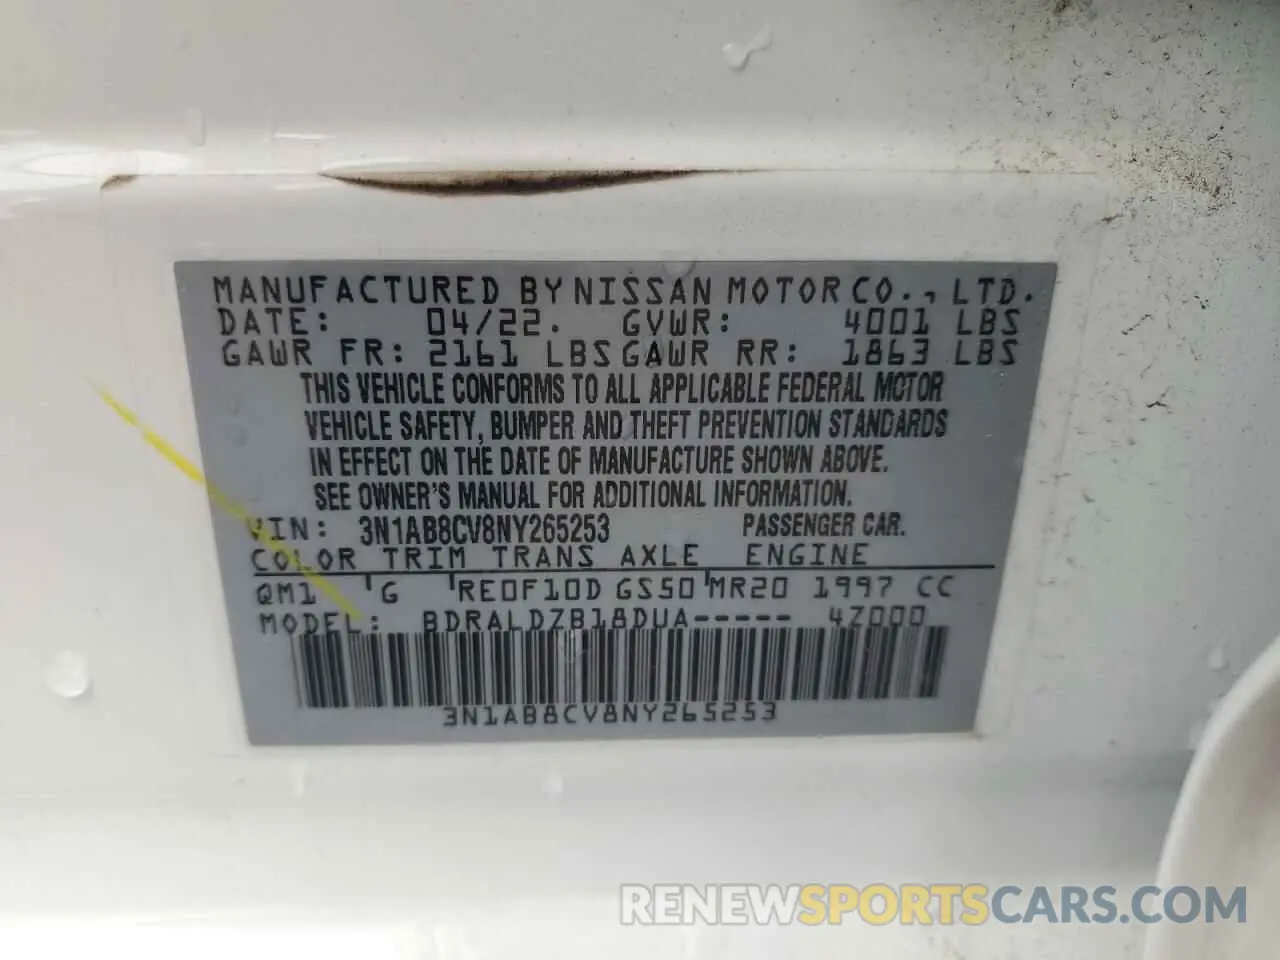 MANUFACTURED BY NISSAN MOTOR CO., LTD.
DATE: 04/22. GVWR: 4001 LBS
GAWR FR: 2161 LBS GAWR RR: 1863 LBS
THIS VEHICLE CONFORMS TO ALL APPLICABLE FEDERAL MOTOR
VEHICLE SAFETY, BUMPER AND THEFT PREVENTION STANDARDS
IN EFFECT ON THE DATE OF MANUFACTURE SHOWN ABOVE.
SEE OWNER'S MANUAL FOR ADDITIONAL INFORMATION.
VIN: 3N1AB8CV8NY265253 PASSENGER CAR.
COLOR TRIM TRANS AXLE ENGINE
QM1 G RE0F10D GS50 MR20 1997 CC
MODEL: BDRALDZB18DUA----- 4Z000
3N1AB8CV8NY265253
RENEWSPORTSCARS.COM